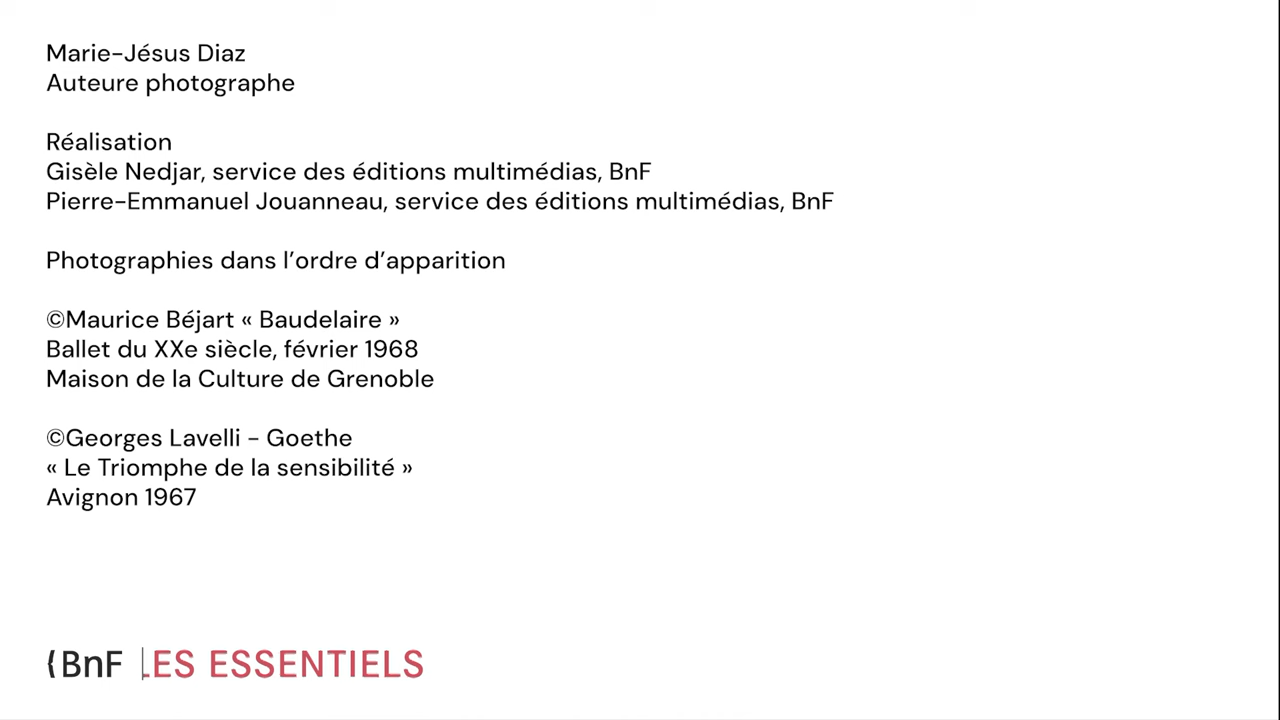 Marie-Jésus Diaz
Auteure photographe
Réalisation
Gisèle Nedjar, service des éditions multimédias, BnF
Pierre-Emmanuel Jouanneau, service des éditions multimédias, BnF
Photographies dans l’ordre d’apparition
©Maurice Béjart « Baudelaire »
Ballet du XXe siècle, février 1968
Maison de la Culture de Grenoble
©Georges Lavelli - Goethe
« Le Triomphe de la sensibilité »
Avignon 1967
{BnF LES ESSENTIELS